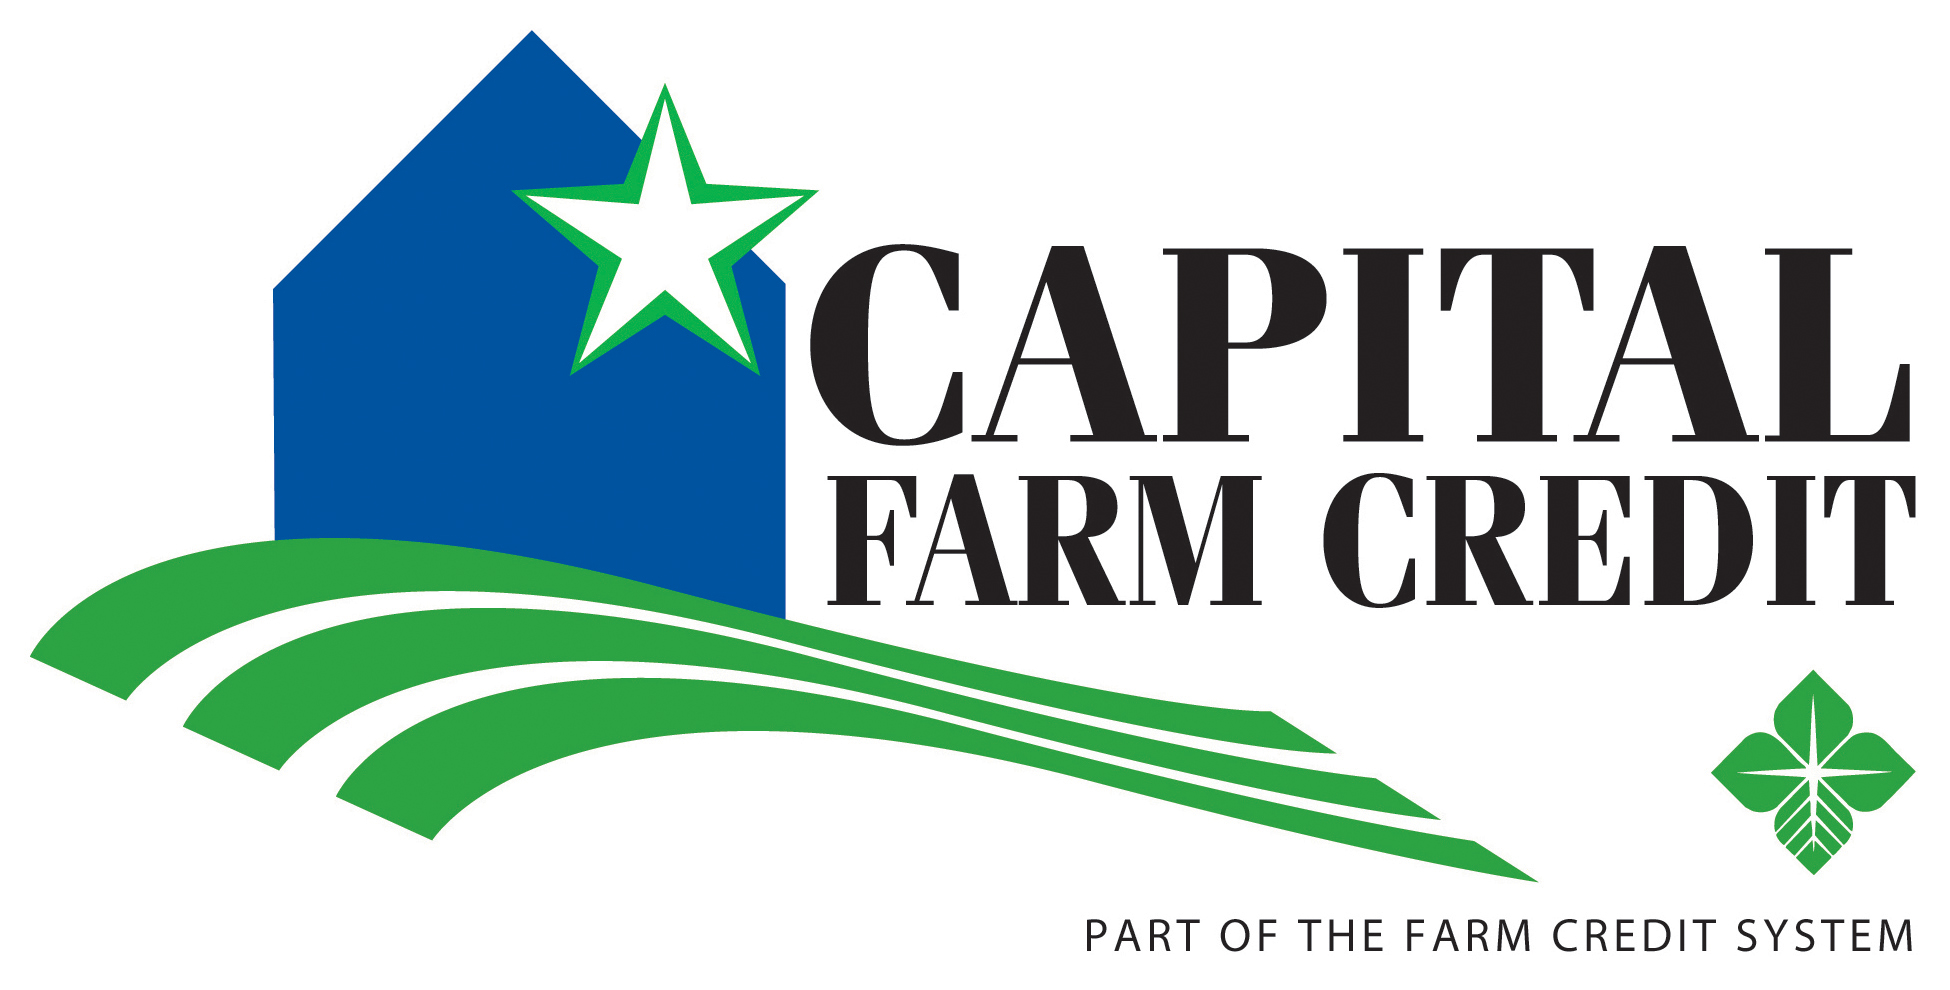 CAPITAL
FARM CREDIT
PART OF THE FARM CREDIT SYSTEM